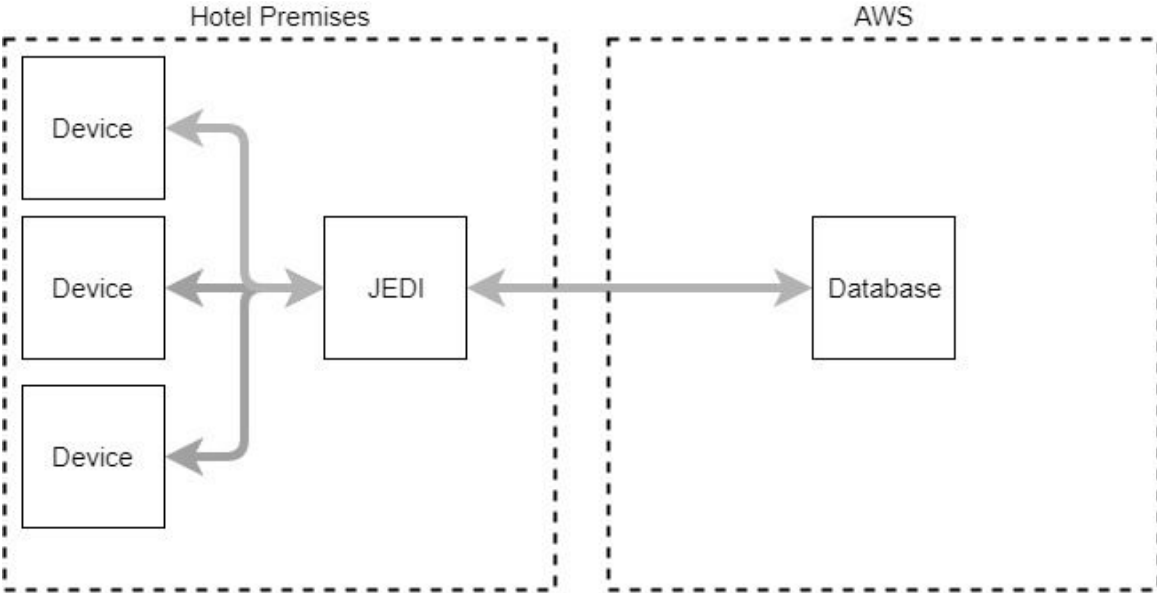 Hotel Premises
AWS
Device
Device
JEDI
Database
Device